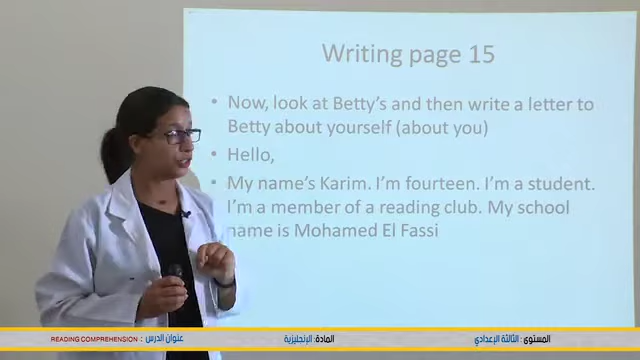 Writing page 15
• Now, look at Betty's and then write a letter to
Betty about yourself (about you)
• Hello,
• My name's Karim. I'm fourteen. I'm a student.
I'm a member of a reading club. My school
name is Mohamed El Fassi
المستوى : الثالثة الإعدادي
المادة: الإنجليزية
عنوان الدرس : READING COMPREHENSION